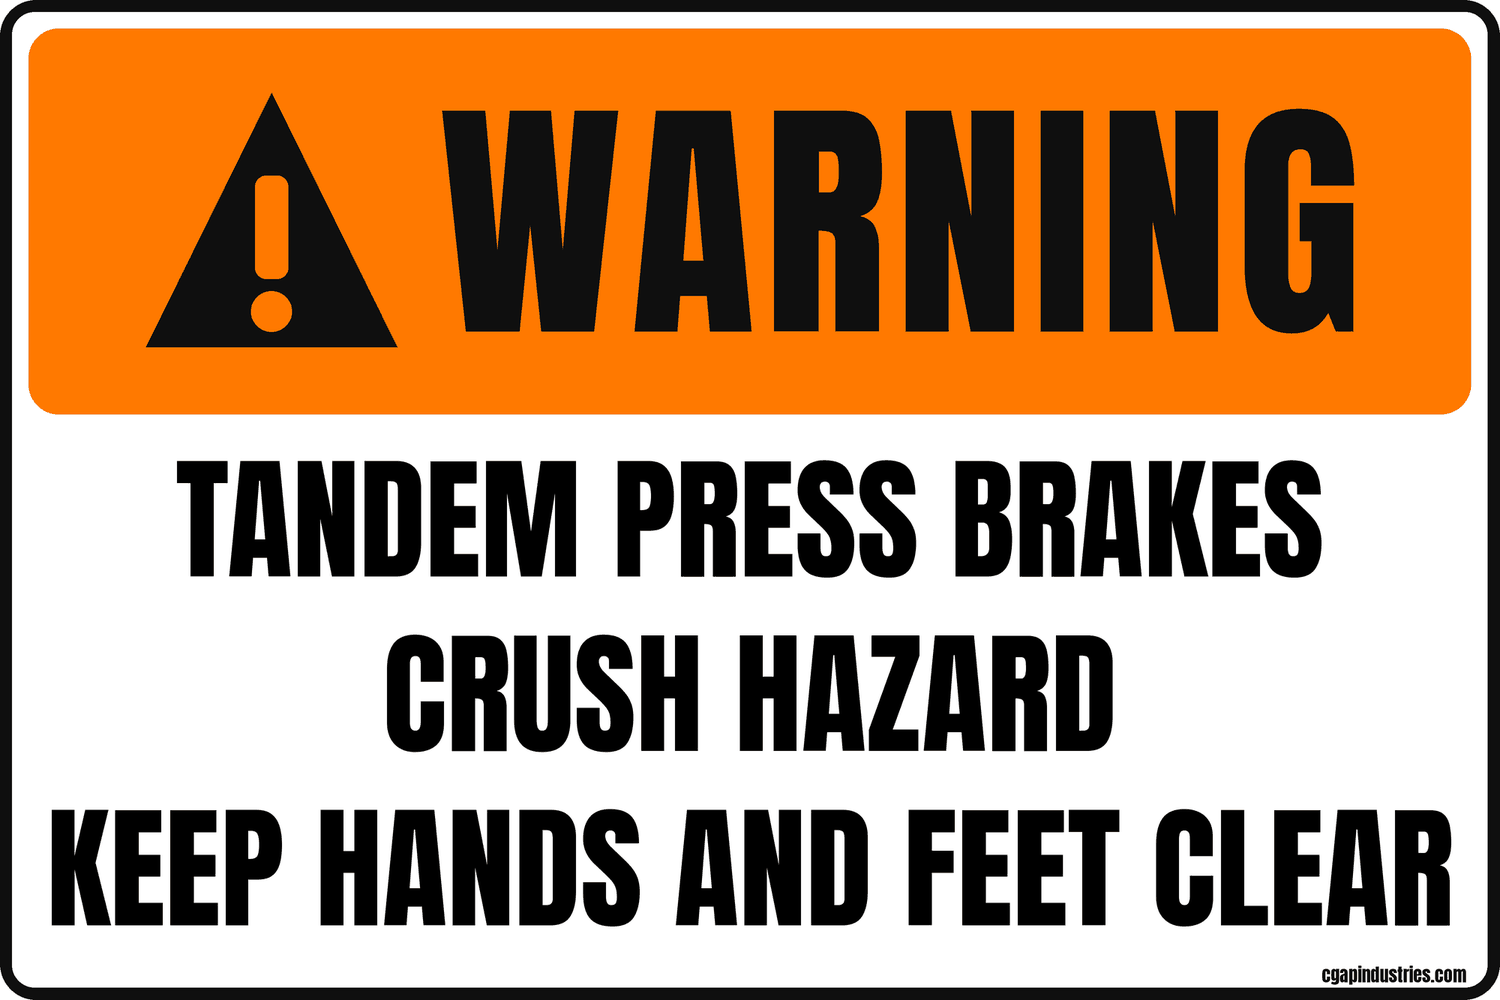 WARNING
TANDEM PRESS BRAKES
CRUSH HAZARD
KEEP HANDS AND FEET CLEAR
cgapindustries.com